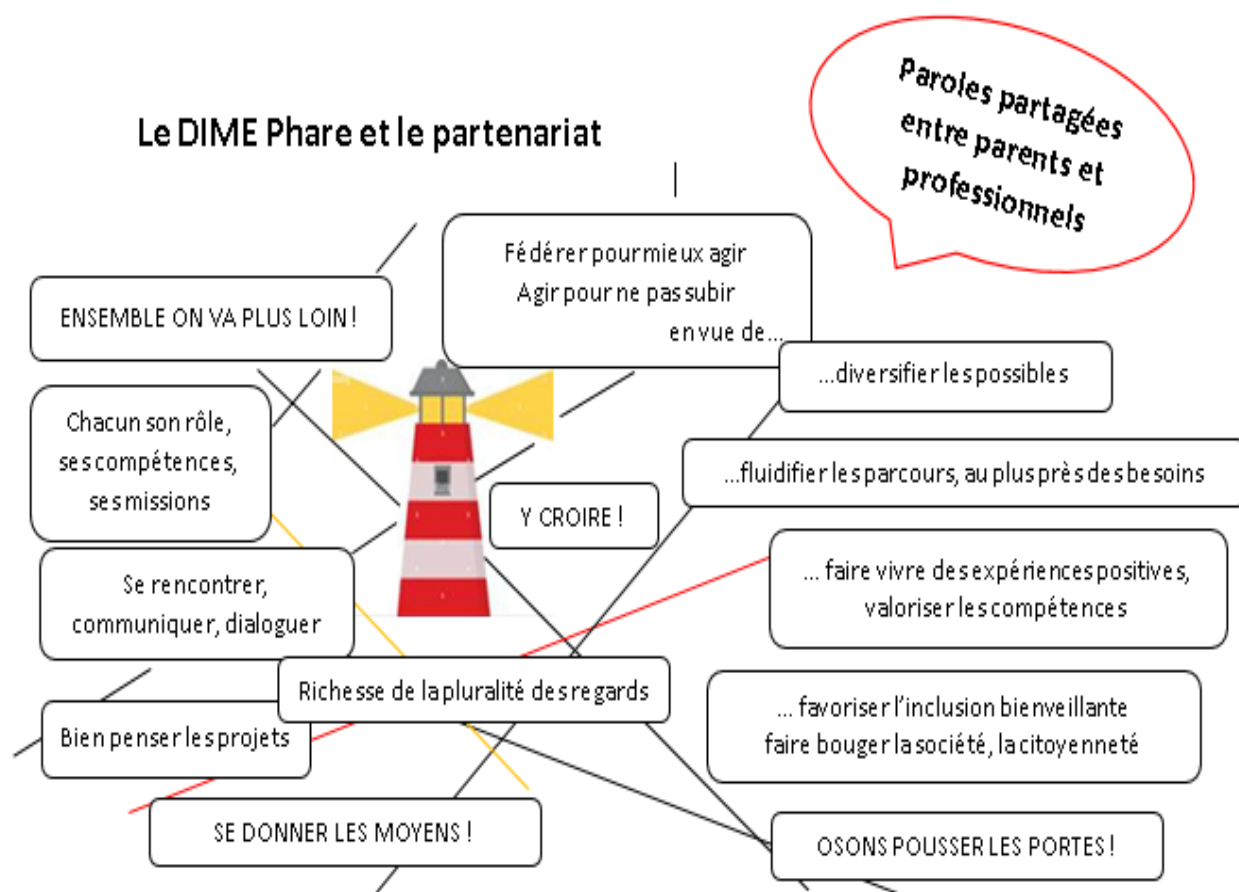 Le DIME Phare et le partenariat
Paroles partagées
entre parents et
professionnels
Fédérer pour mieux agir
Agir pour ne pas subir
en vue de...
ENSEMBLE ON VA PLUS LOIN !
...diversifier les possibles
Chacun son rôle,
ses compétences,
ses missions
...fluidifier les parcours, au plus près des besoins
Y CROIRE !
Se rencontrer,
communiquer, dialoguer
... faire vivre des expériences positives,
valoriser les compétences
Richesse de la pluralité des regards
Bien penser les projets
... favoriser l'inclusion bienveillante
faire bouger la société, la citoyenneté
SE DONNER LES MOYENS !
OSONS POUSSER LES PORTES !